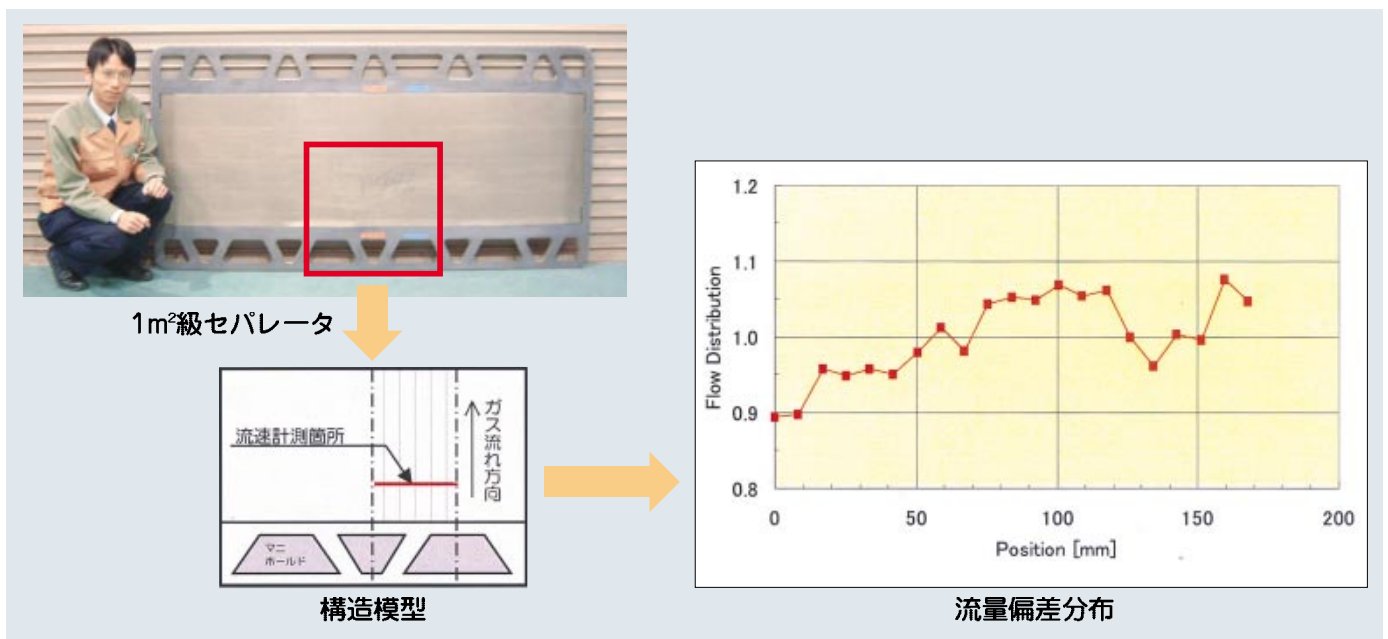 1m²級セパレータ
流速計測箇所
ガス流れ方向
マニ
ホールド
構造模型
1.2
1.1
1.0
0.9
0.8
Flow Distribution
0
50
100
150
200
Position [mm]
流量偏差分布